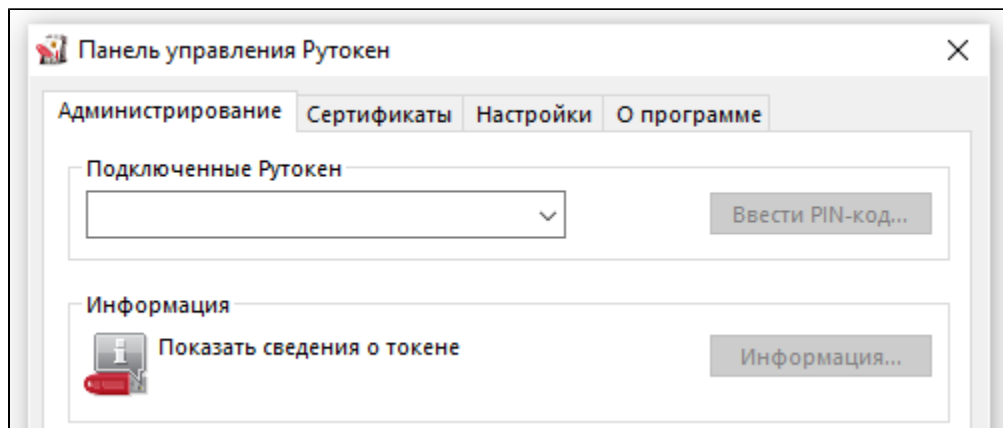 Панель управления Рутокен
Администрирование Сертификаты Настройки О программе
Подключенные Рутокен
Ввести PIN-код...
Информация
Показать сведения о токене Информация...